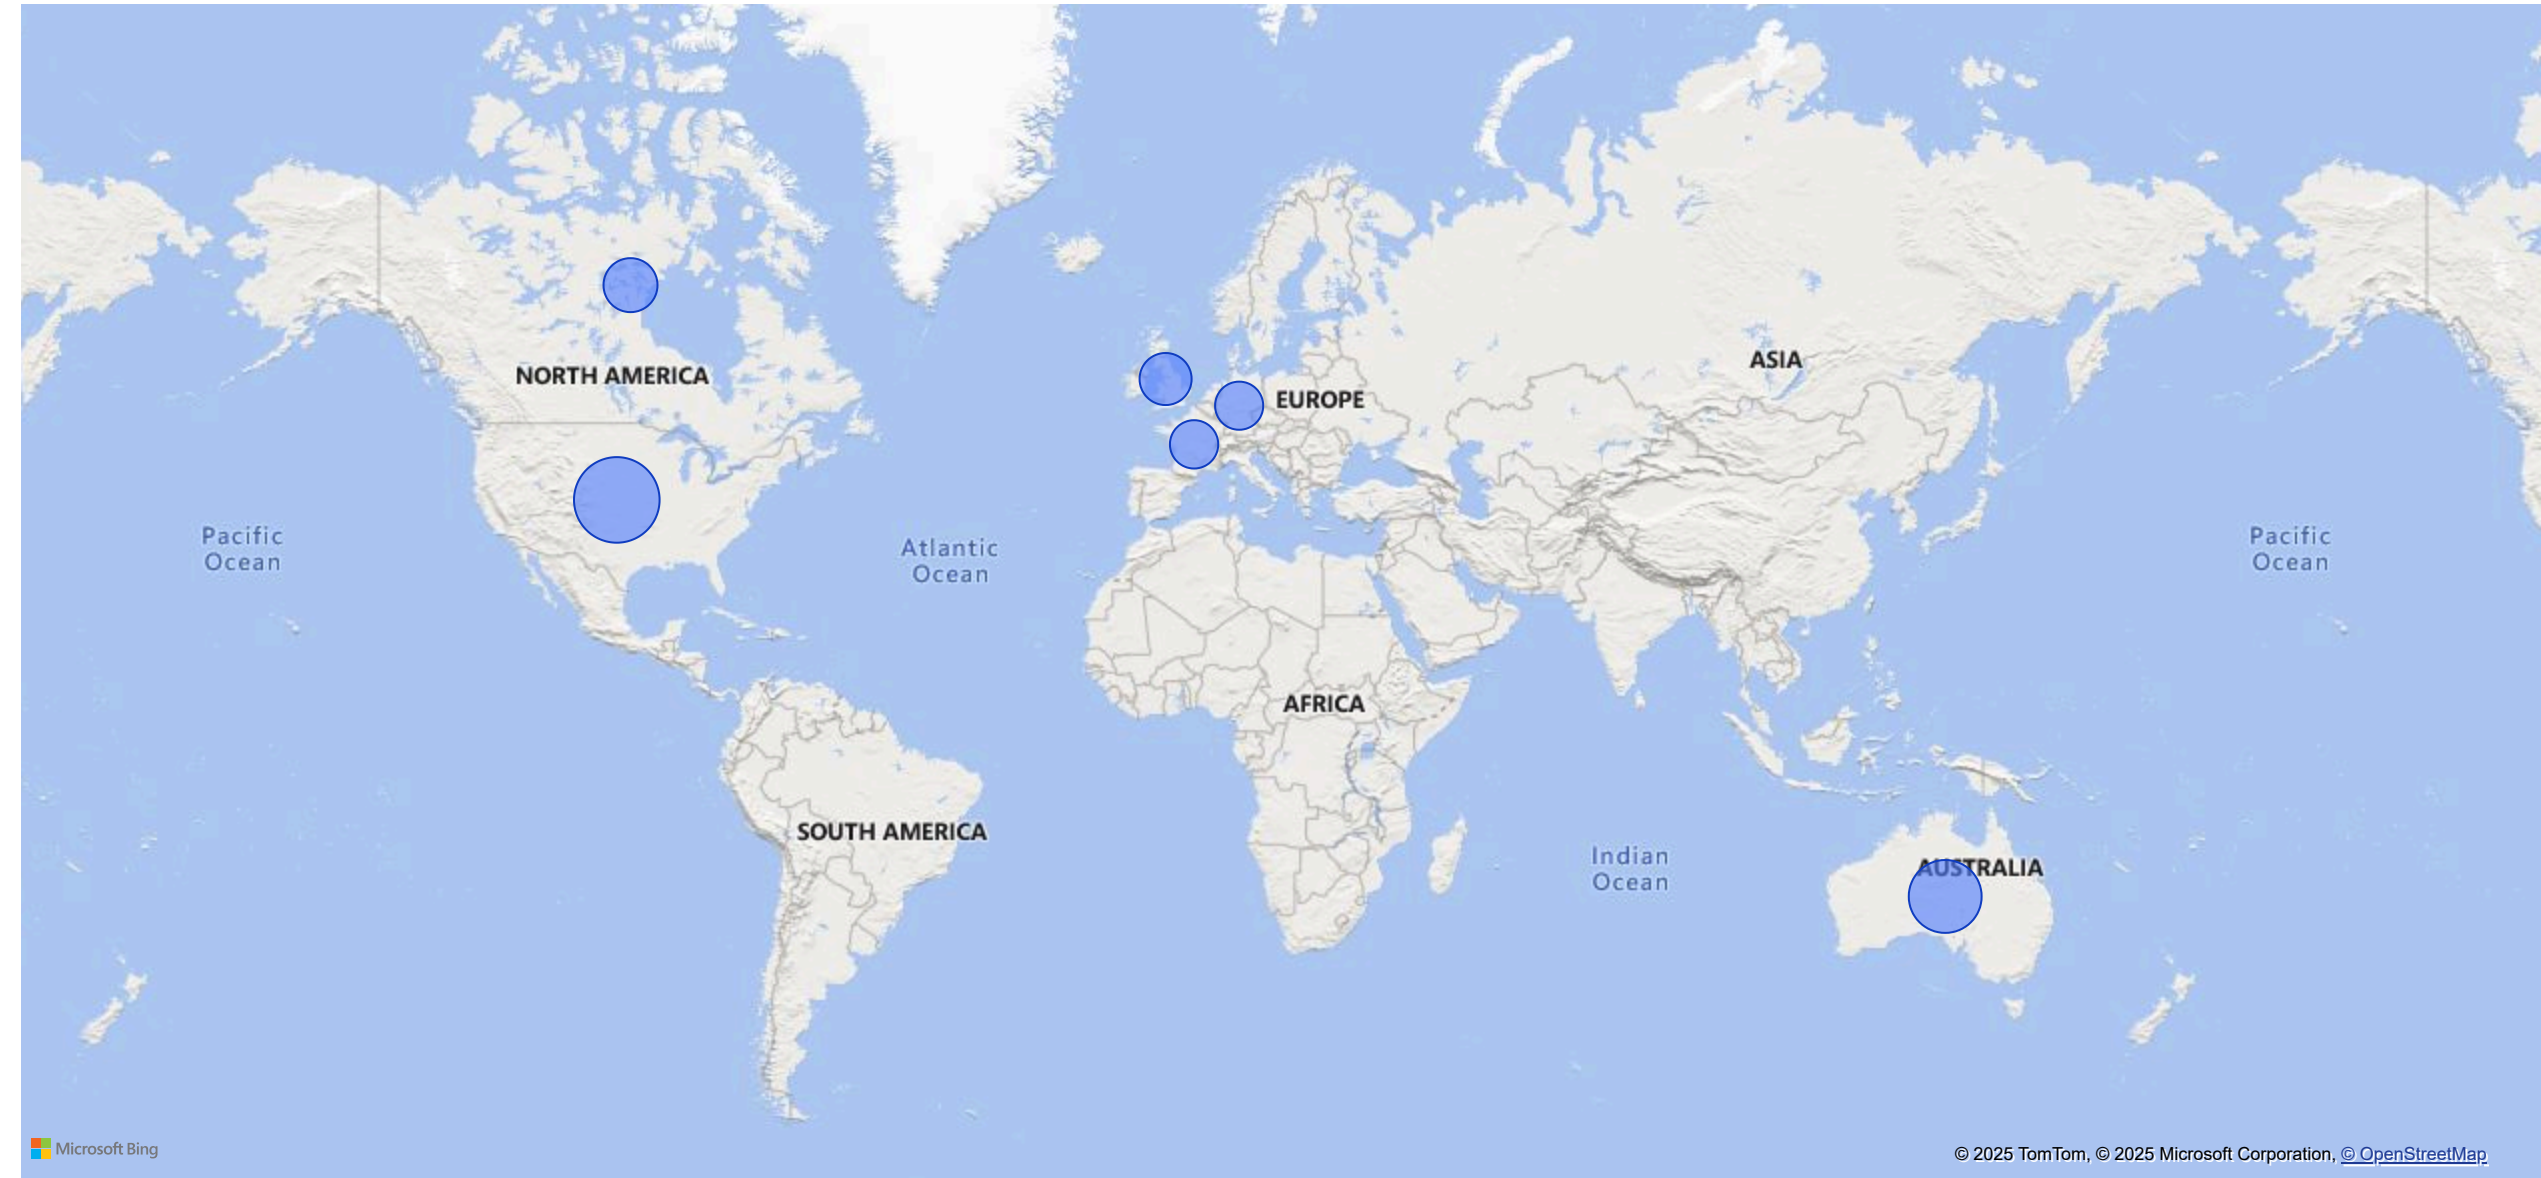 NORTH AMERICA
EUROPE
ASIA
Pacific
Ocean
Atlantic
Ocean
Pacific
Ocean
AFRICA
SOUTH AMERICA
Indian
Ocean
AUSTRALIA
Microsoft Bing
© 2025 TomTom, © 2025 Microsoft Corporation, © OpenStreetMap